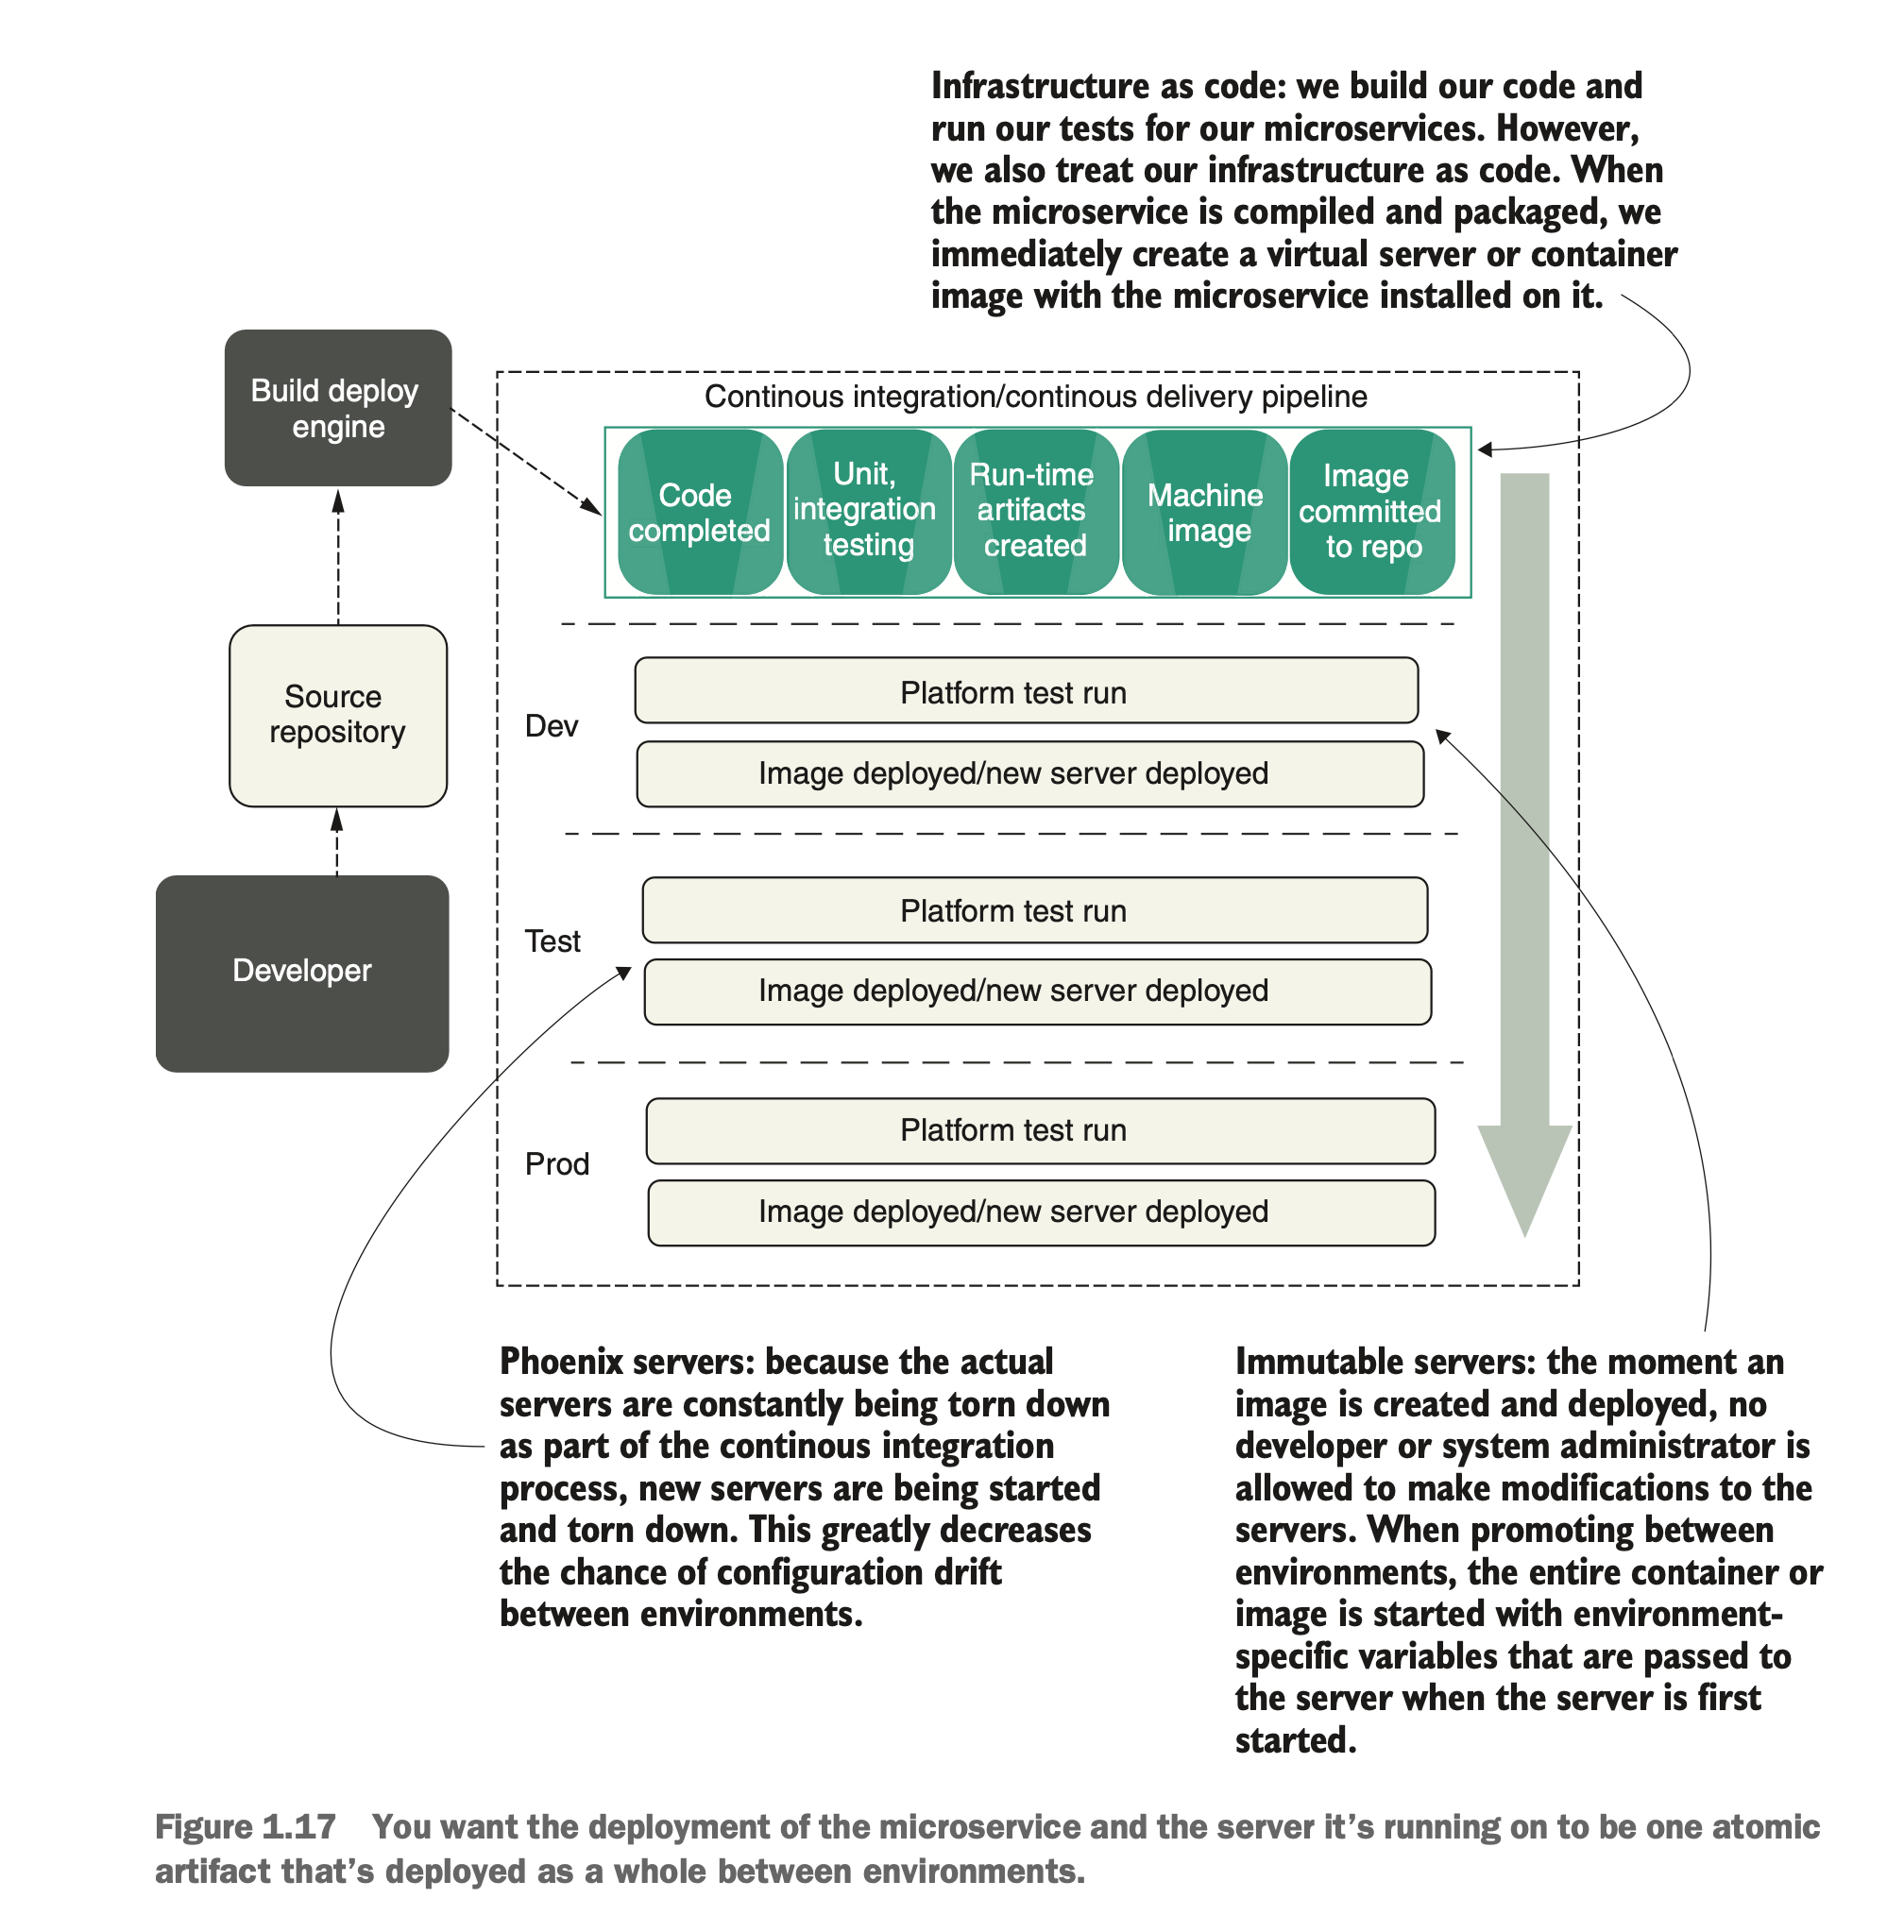 Infrastructure as code: we build our code and
run our tests for our microservices. However,
we also treat our infrastructure as code. When
the microservice is compiled and packaged, we
immediately create a virtual server or container
image with the microservice installed on it.
Build deploy
engine
Continous integration/continous delivery pipeline
Code
completed
Unit,
integration
testing
Run-time
artifacts
created
Machine
image
Image
committed
to repo
Source
repository
Dev
Platform test run
Image deployed/new server deployed
Developer
Test
Platform test run
Image deployed/new server deployed
Prod
Platform test run
Image deployed/new server deployed
Phoenix servers: because the actual
servers are constantly being torn down
as part of the continous integration
process, new servers are being started
and torn down. This greatly decreases
the chance of configuration drift
between environments.
Immutable servers: the moment an
image is created and deployed, no
developer or system administrator is
allowed to make modifications to the
servers. When promoting between
environments, the entire container or
image is started with environment-
specific variables that are passed to
the server when the server is first
started.
Figure 1.17 You want the deployment of the microservice and the server it's running on to be one atomic
artifact that's deployed as a whole between environments.